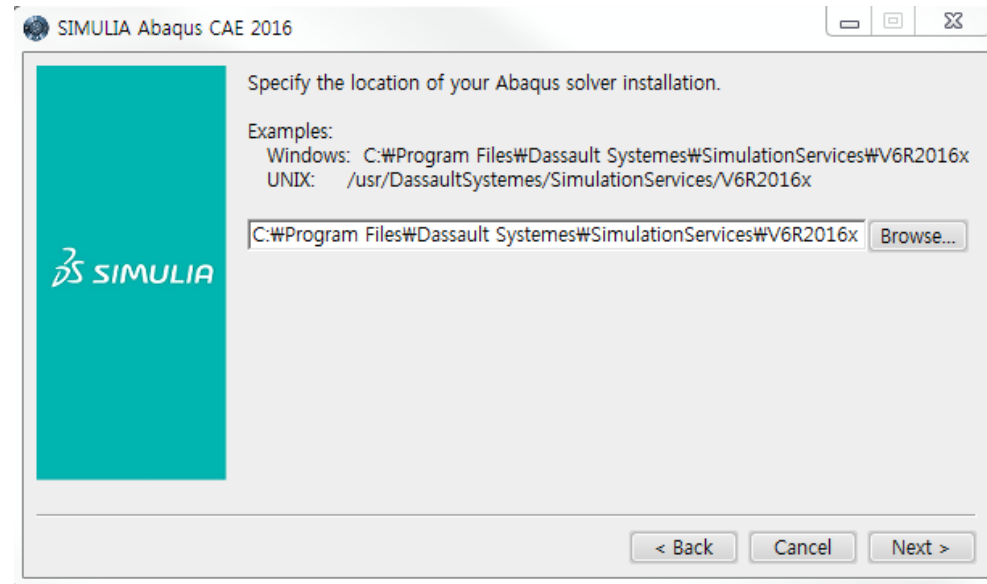 SIMULIA Abaqus CAE 2016
Specify the location of your Abaqus solver installation.
Examples:
Windows: C:₩Program Files₩Dassault Systemes₩SimulationServices₩V6R2016x
UNIX: /usr/DassaultSystemes/SimulationServices/V6R2016x
C:₩Program Files₩Dassault Systemes₩SimulationServices₩V6R2016x Browse...
3DS SIMULIA
< Back Cancel Next >